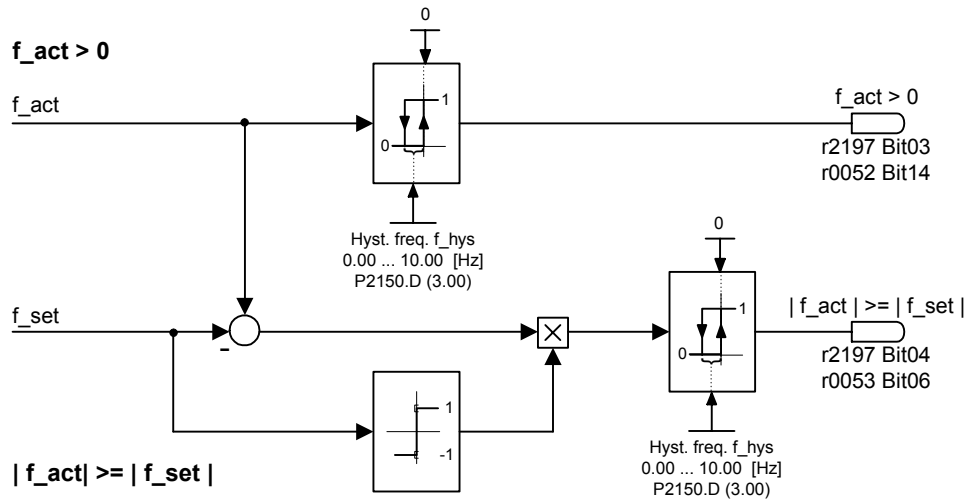 0
f_act > 0
f_act
1
0
f_act > 0
r2197 Bit03
r0052 Bit14
Hyst. freq. f_hys
0.00 ... 10.00 [Hz]
P2150.D (3.00)
0
f_set
-
1
0
| f_act | >= | f_set |
r2197 Bit04
r0053 Bit06
1
-1
Hyst. freq. f_hys
0.00 ... 10.00 [Hz]
P2150.D (3.00)
| f_act| >= | f_set |